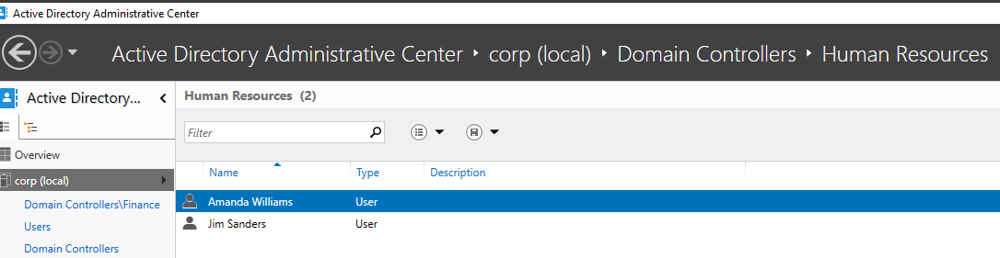 Active Directory Administrative Center
Active Directory Administrative Center ‣ corp (local) ‣ Domain Controllers ‣ Human Resources
Active Directory...
Human Resources (2)
Filter
Overview
corp (local)
Domain Controllers\Finance
Users
Domain Controllers
Name Type Description
Amanda Williams User
Jim Sanders User